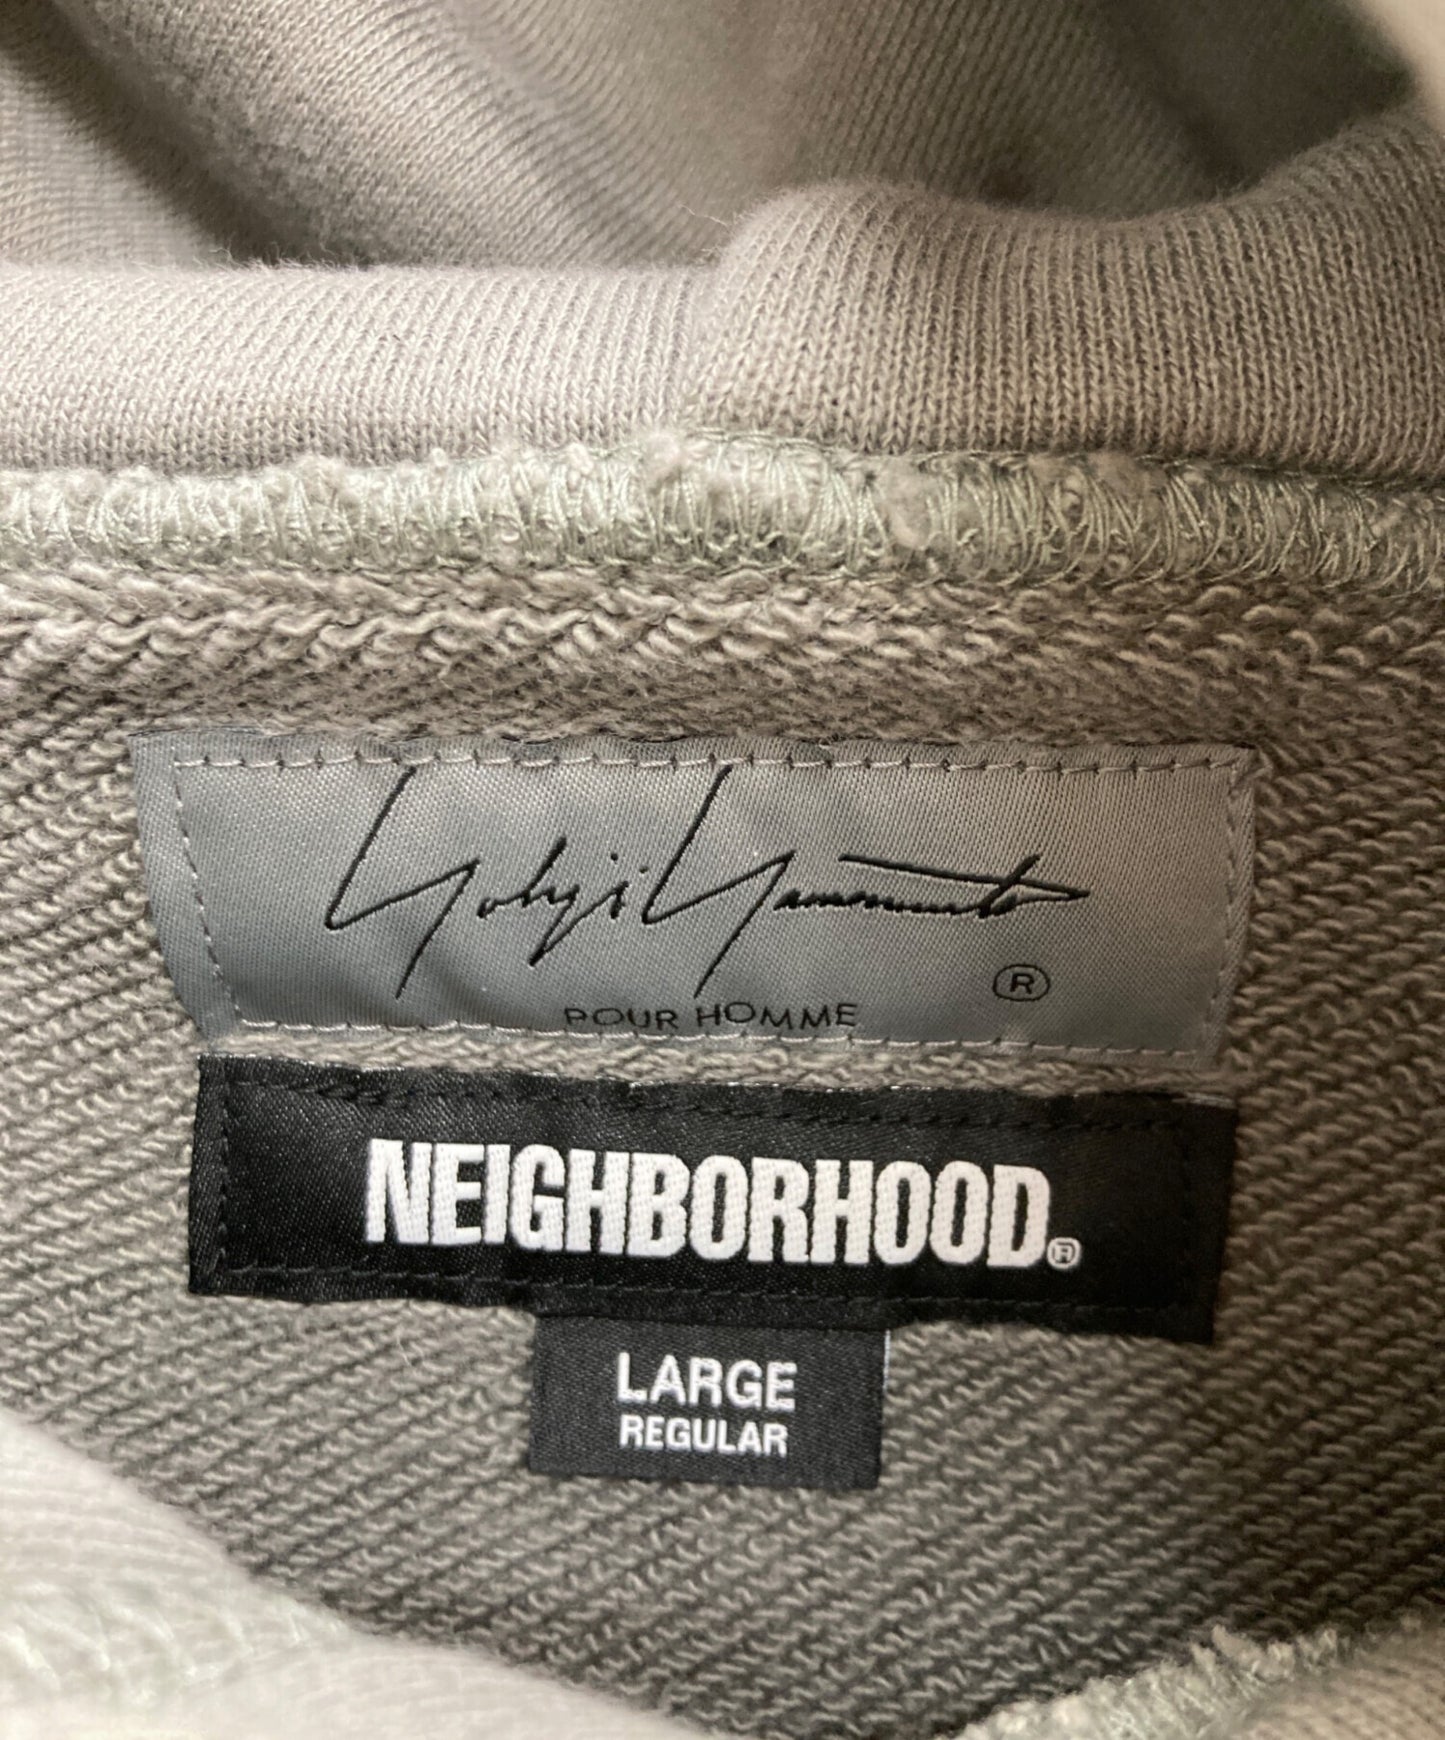 Yohji Yamamoto
®
POUR HOMME
NEIGHBORHOOD®
LARGE
REGULAR